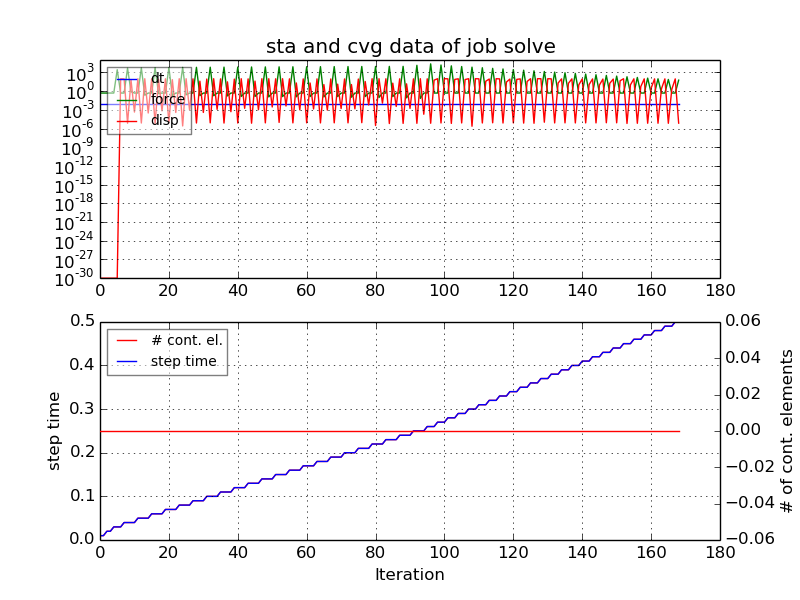 sta and cvg data of job solve
10^3
10^0
10^-3
10^-6
10^-9
10^-12
10^-15
10^-18
10^-21
10^-24
10^-27
10^-30
dt
force
disp
0 20 40 60 80 100 120 140 160 180
step time
0.5
0.4
0.3
0.2
0.1
0.0
# cont. el.
step time
0.06
0.04
0.02
0.00
−0.02
−0.04
−0.06
# of cont. elements
0 20 40 60 80 100 120 140 160 180
Iteration